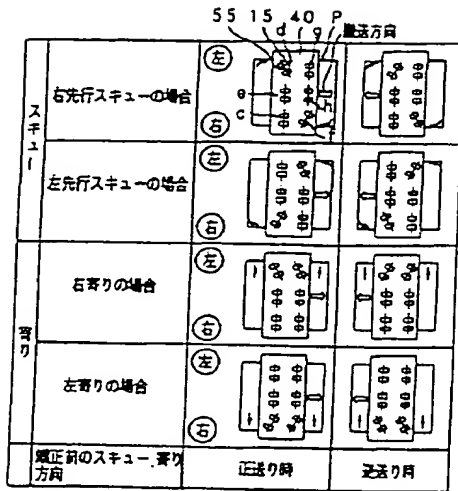 55 15 40 P
d g 搬送方向
スキュー
右先行スキューの場合
左
e
c
f
右
左先行スキューの場合
左
右
寄り
右寄りの場合
左
右
左寄りの場合
左
右
矯正前のスキュー、寄り方向
正送り時
逆送り時